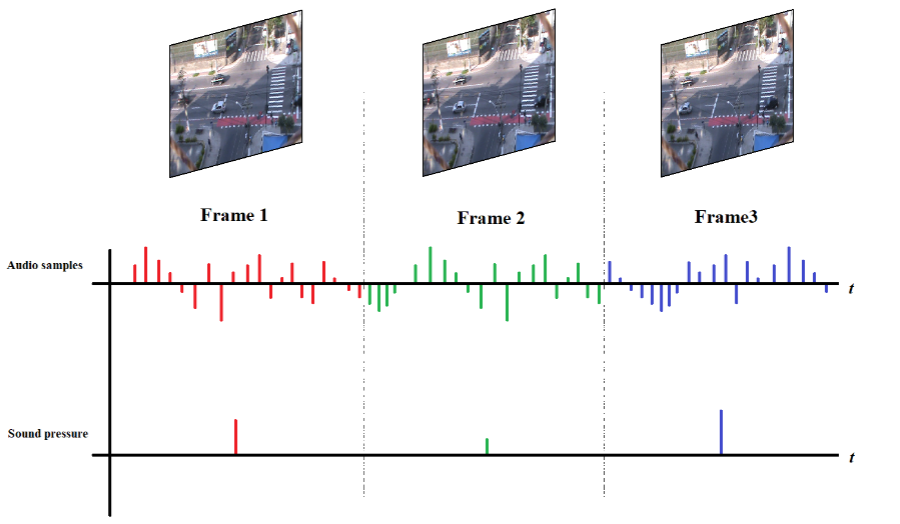 Frame 1
Frame 2
Frame3
Audio samples
t
Sound pressure
t